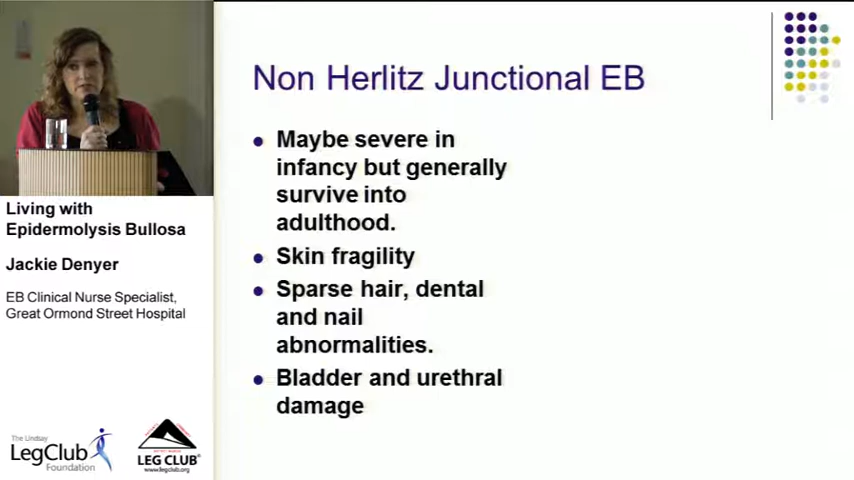 Non Herlitz Junctional EB
Maybe severe in
infancy but generally
survive into
adulthood.
Skin fragility
Sparse hair, dental
and nail
abnormalities.
Bladder and urethral
damage
Living with
Epidermolysis Bullosa
Jackie Denyer
EB Clinical Nurse Specialist,
Great Ormond Street Hospital
The Lindsay
LegClub
Foundation
LEG CLUB®
www.legclub.org